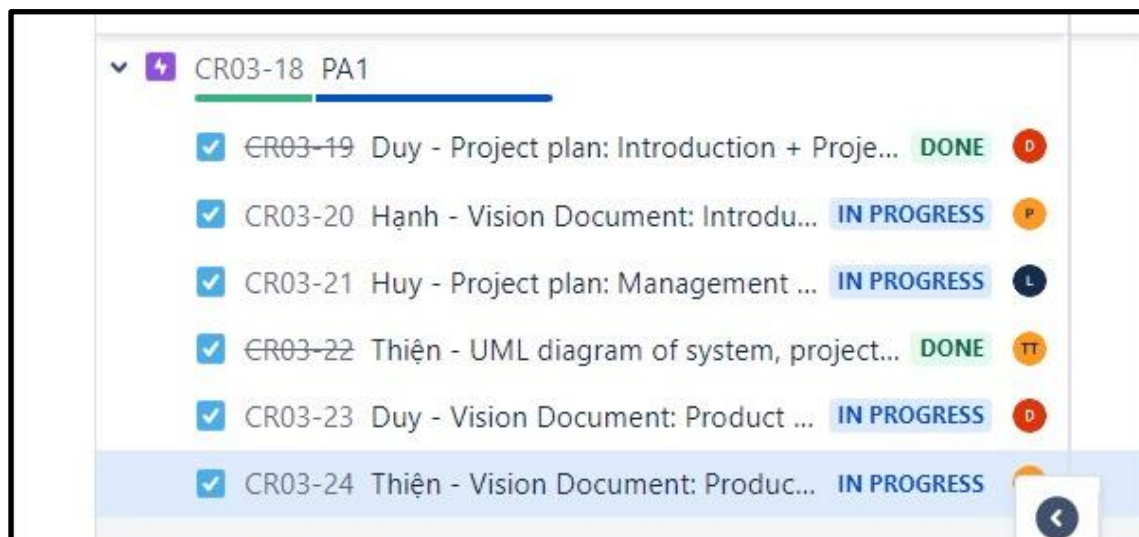 CR03-18 PA1
CR03-19 Duy - Project plan: Introduction + Proje... DONE D
CR03-20 Hạnh - Vision Document: Introdu... IN PROGRESS P
CR03-21 Huy - Project plan: Management ... IN PROGRESS L
CR03-22 Thiện - UML diagram of system, project... DONE TT
CR03-23 Duy - Vision Document: Product ... IN PROGRESS D
CR03-24 Thiện - Vision Document: Produc... IN PROGRESS